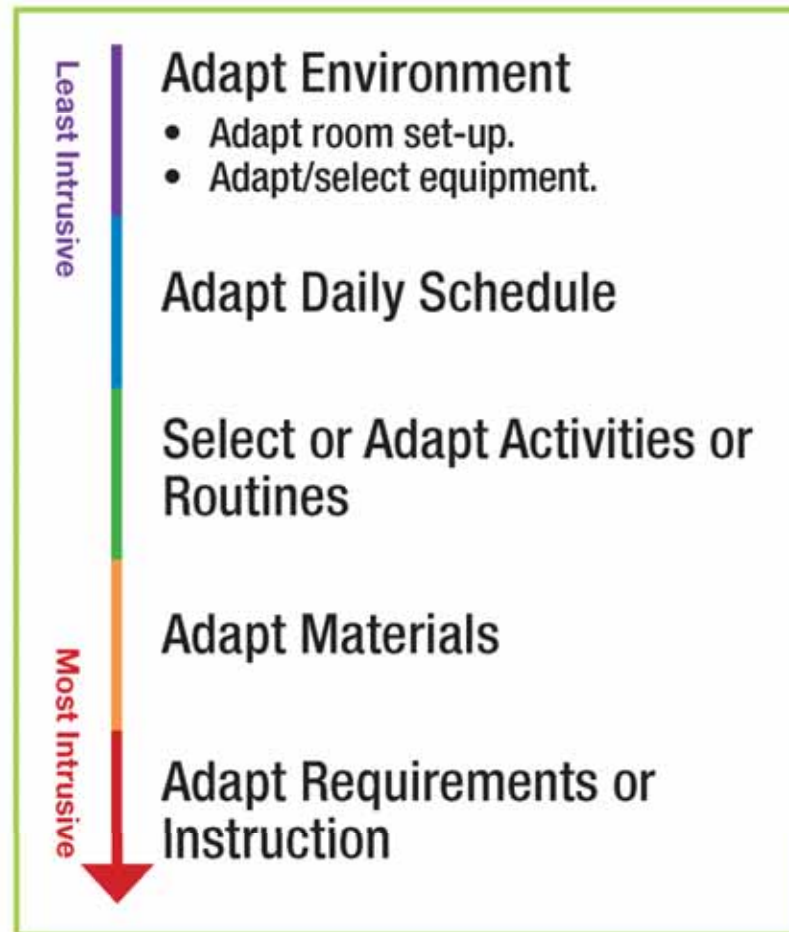 Least Intrusive
Adapt Environment
• Adapt room set-up.
• Adapt/select equipment.
Adapt Daily Schedule
Select or Adapt Activities or
Routines
Adapt Materials
Most Intrusive
Adapt Requirements or
Instruction